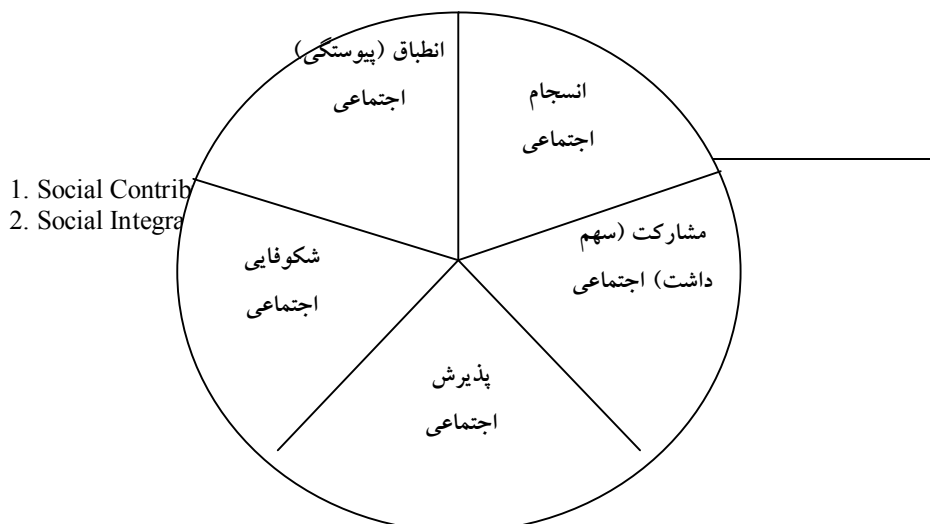 انطباق (پیوستگی)
اجتماعی
انسجام
اجتماعی
1. Social Contrib
2. Social Integra
مشارکت (سهم
داشت) اجتماعی
شکوفایی
اجتماعی
پذیرش
اجتماعی